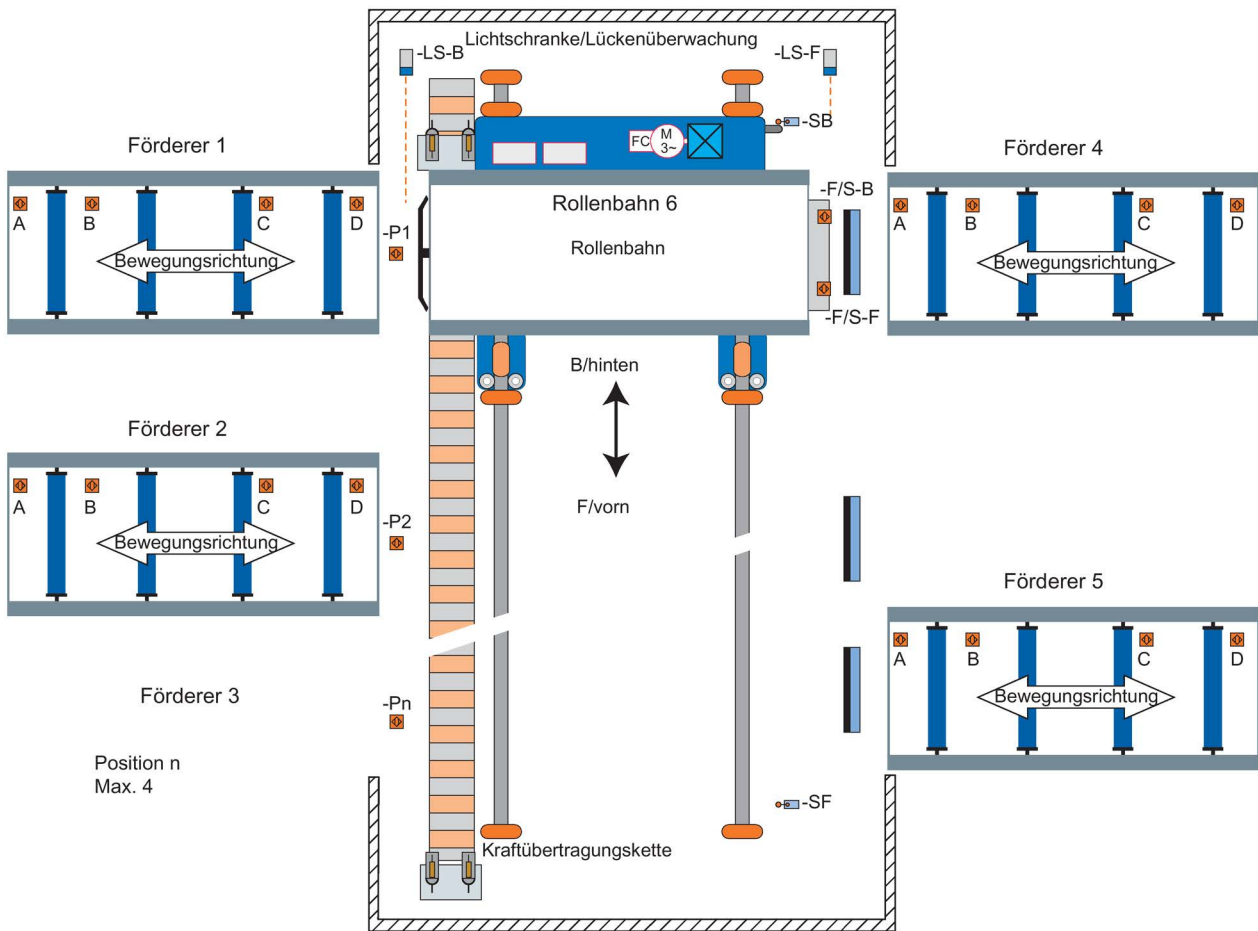 Lichtschranke/Lückenüberwachung
-LS-B
-LS-F
-SB
FC
M
3~
Förderer 1
A
B
C
D
Bewegungsrichtung
-P1
Rollenbahn 6
Rollenbahn
-F/S-B
-F/S-F
Förderer 4
A
B
C
D
Bewegungsrichtung
B/hinten
F/vorn
Förderer 2
A
B
C
D
Bewegungsrichtung
-P2
Förderer 5
A
B
C
D
Bewegungsrichtung
Förderer 3
-Pn
Position n
Max. 4
-SF
Kraftübertragungskette